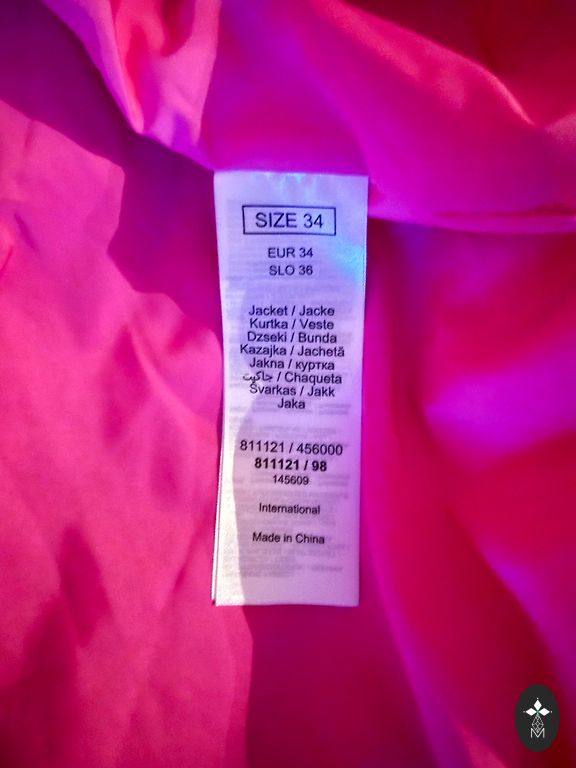 SIZE 34
EUR 34
SLO 36
Jacket / Jacke
Kurtka / Veste
Dzseki / Bunda
Kazajka / Jachetă
Jakna / куртка
جاكيت / Chaqueta
Švarkas / Jakk
Jaka
811121 / 456000
811121 / 98
145609
International
Made in China
M